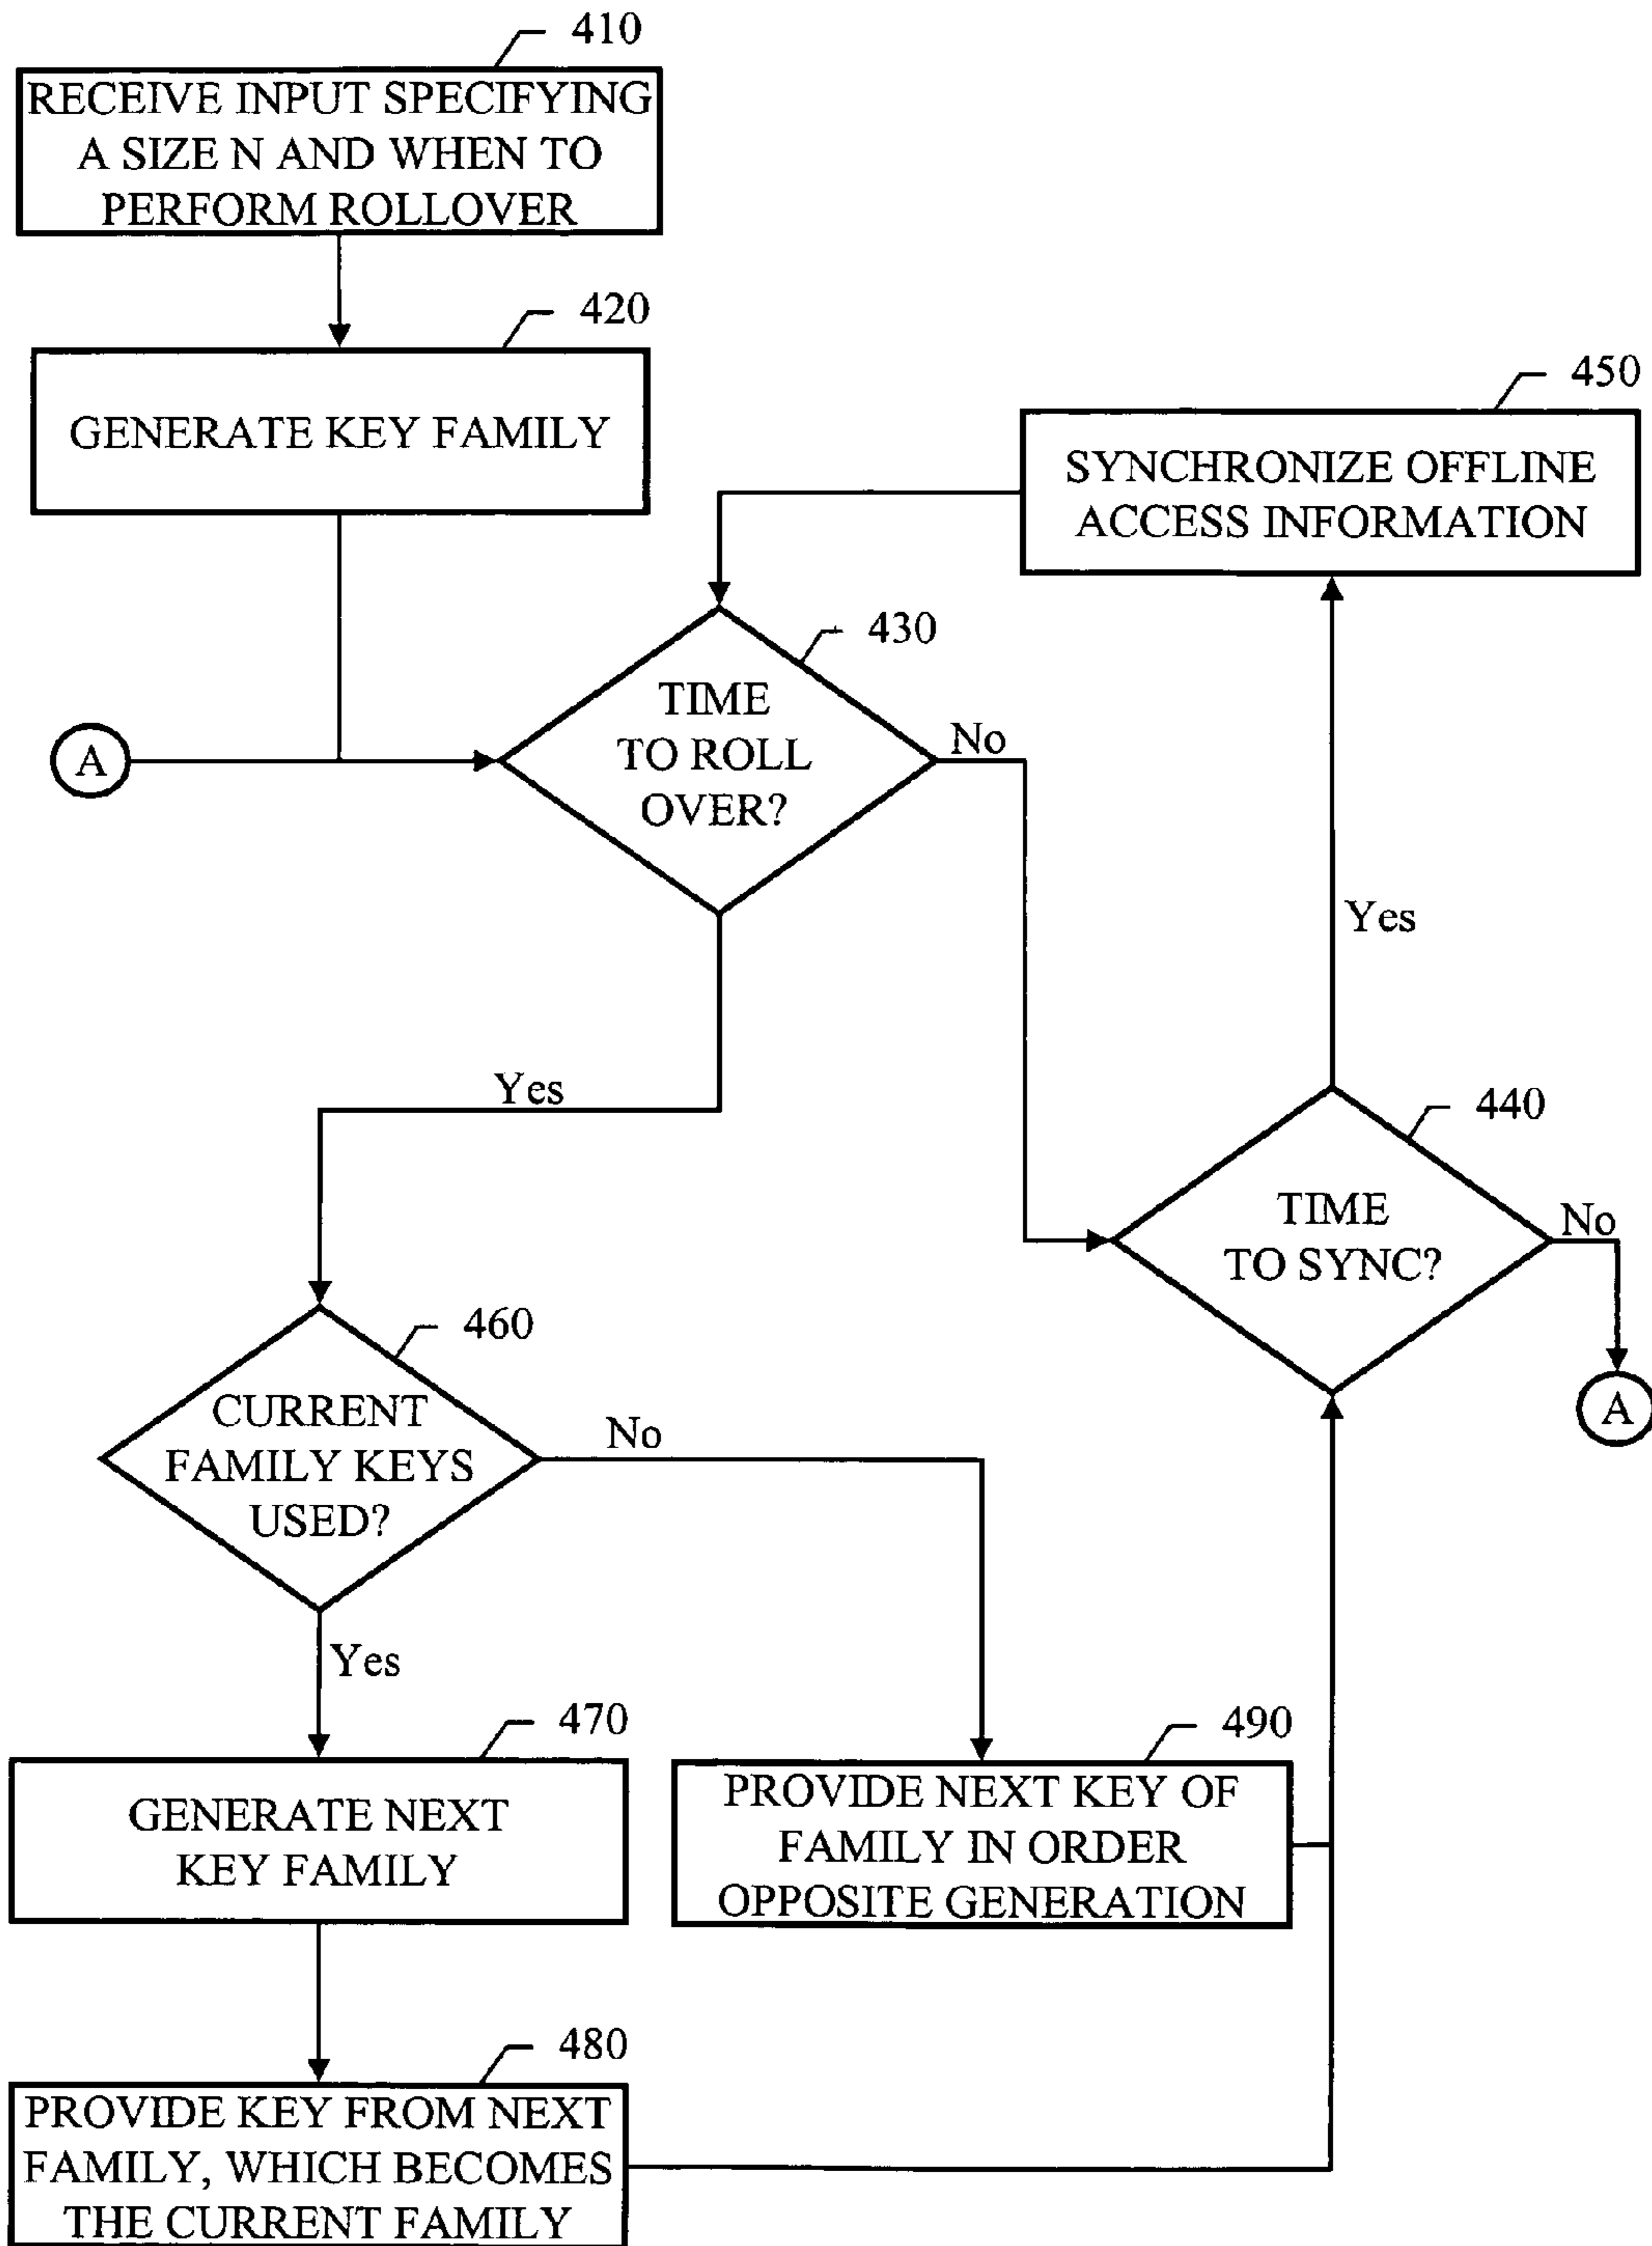 410
RECEIVE INPUT SPECIFYING
A SIZE N AND WHEN TO
PERFORM ROLLOVER
420
GENERATE KEY FAMILY
450
SYNCHRONIZE OFFLINE
ACCESS INFORMATION
430
TIME
TO ROLL
OVER?
No
A
Yes
Yes
440
TIME
TO SYNC?
No
A
460
CURRENT
FAMILY KEYS
USED?
No
Yes
470
GENERATE NEXT
KEY FAMILY
490
PROVIDE NEXT KEY OF
FAMILY IN ORDER
OPPOSITE GENERATION
480
PROVIDE KEY FROM NEXT
FAMILY, WHICH BECOMES
THE CURRENT FAMILY